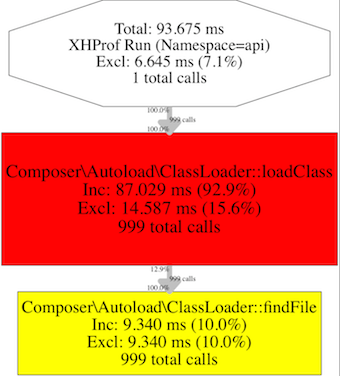 Total: 93.675 ms
XHProf Run (Namespace=api)
Excl: 6.645 ms (7.1%)
1 total calls
100.0%
999 calls
100.0%
Composer\Autoload\ClassLoader::loadClass
Inc: 87.029 ms (92.9%)
Excl: 14.587 ms (15.6%)
999 total calls
12.9%
999 calls
100.0%
Composer\Autoload\ClassLoader::findFile
Inc: 9.340 ms (10.0%)
Excl: 9.340 ms (10.0%)
999 total calls